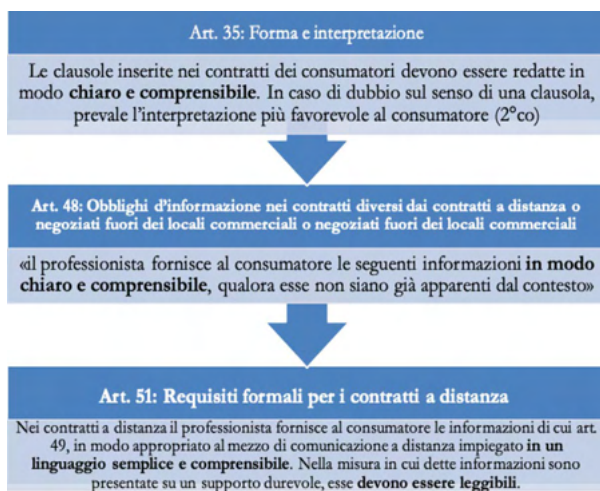 Art. 35: Forma e interpretazione
Le clausole inserite nei contratti dei consumatori devono essere redatte in
modo chiaro e comprensibile. In caso di dubbio sul senso di una clausola,
prevale l'interpretazione più favorevole al consumatore (2°co)
Art. 48: Obblighi d'informazione nei contratti diversi dai contratti a distanza o
negoziati fuori dei locali commerciali o negoziati fuori dei locali commerciali
«il professionista fornisce al consumatore le seguenti informazioni in modo
chiaro e comprensibile, qualora esse non siano già apparenti dal contesto»
Art. 51: Requisiti formali per i contratti a distanza
Nei contratti a distanza il professionista fornisce al consumatore le informazioni di cui art.
49, in modo appropriato al mezzo di comunicazione a distanza impiegato in un
linguaggio semplice e comprensibile. Nella misura in cui dette informazioni sono
presentate su un supporto durevole, esse devono essere leggibili.